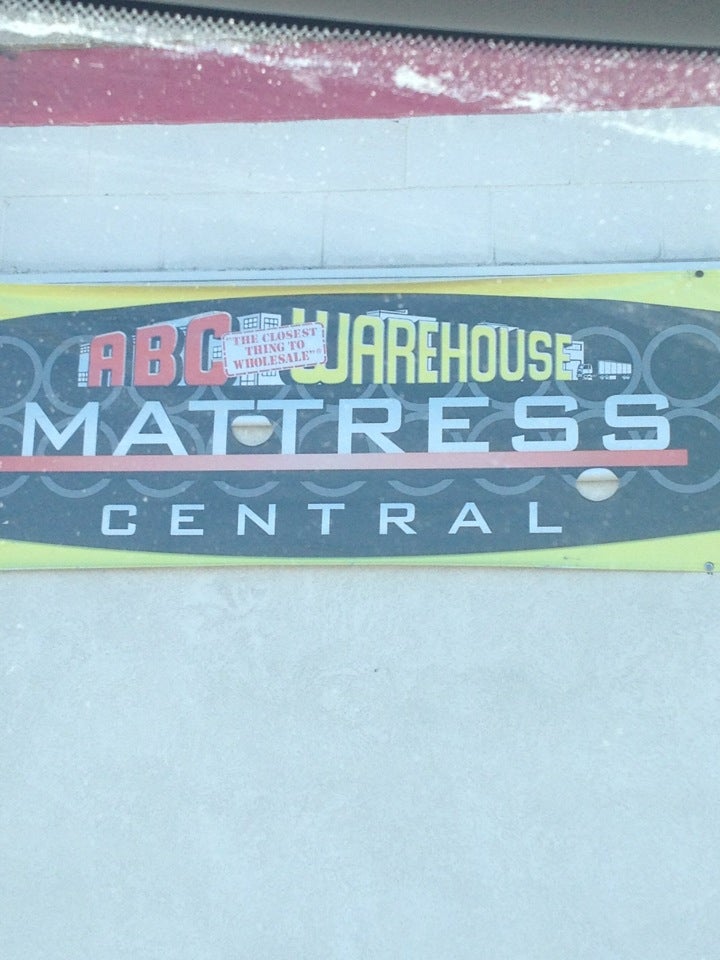 ABC WAREHOUSE
THE CLOSEST
THING TO
WHOLESALE
MATTRESS
CENTRAL